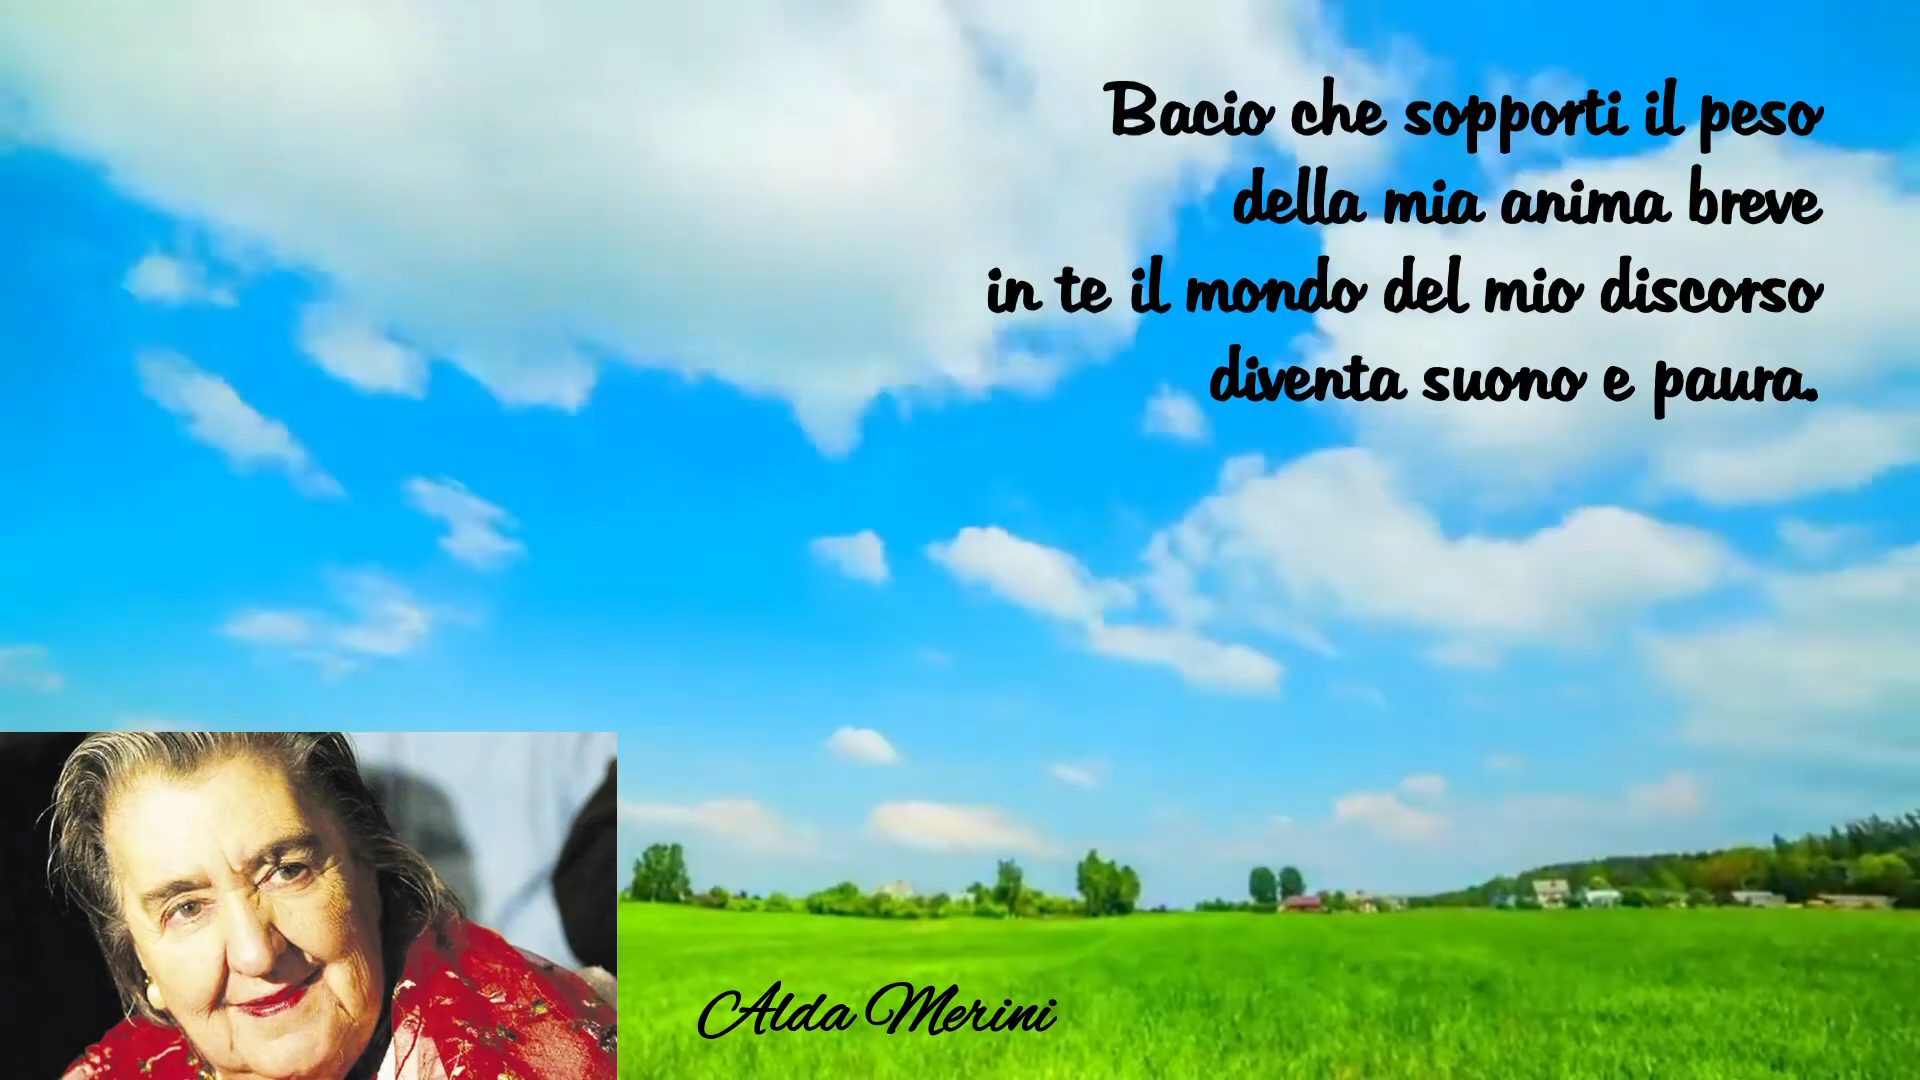 Bacio che sopporti il peso
della mia anima breve
in te il mondo del mio discorso
diventa suono e paura.
Alda Merini